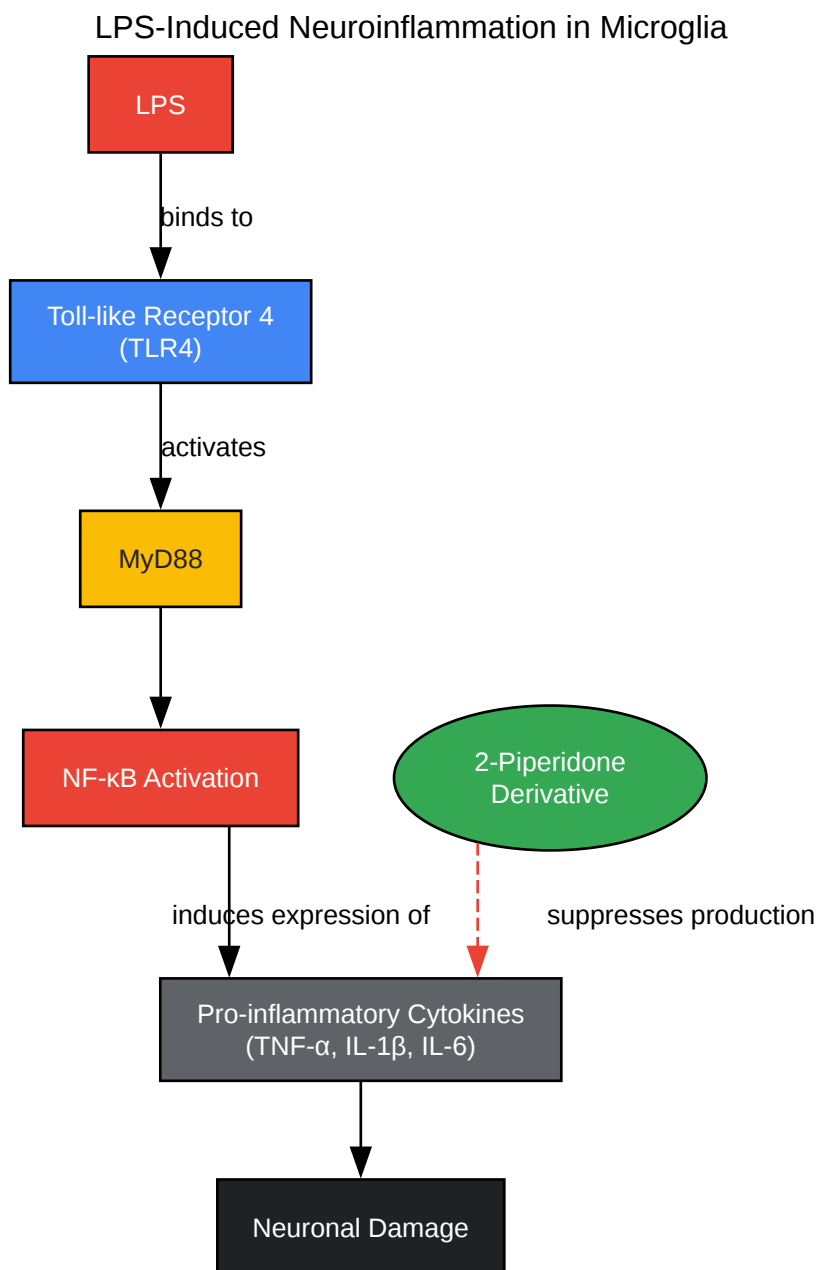 LPS-Induced Neuroinflammation in Microglia
LPS
binds to
Toll-like Receptor 4
(TLR4)
activates
MyD88
NF-κB Activation
2-Piperidone
Derivative
induces expression of
suppresses production
Pro-inflammatory Cytokines
(TNF-α, IL-1β, IL-6)
Neuronal Damage